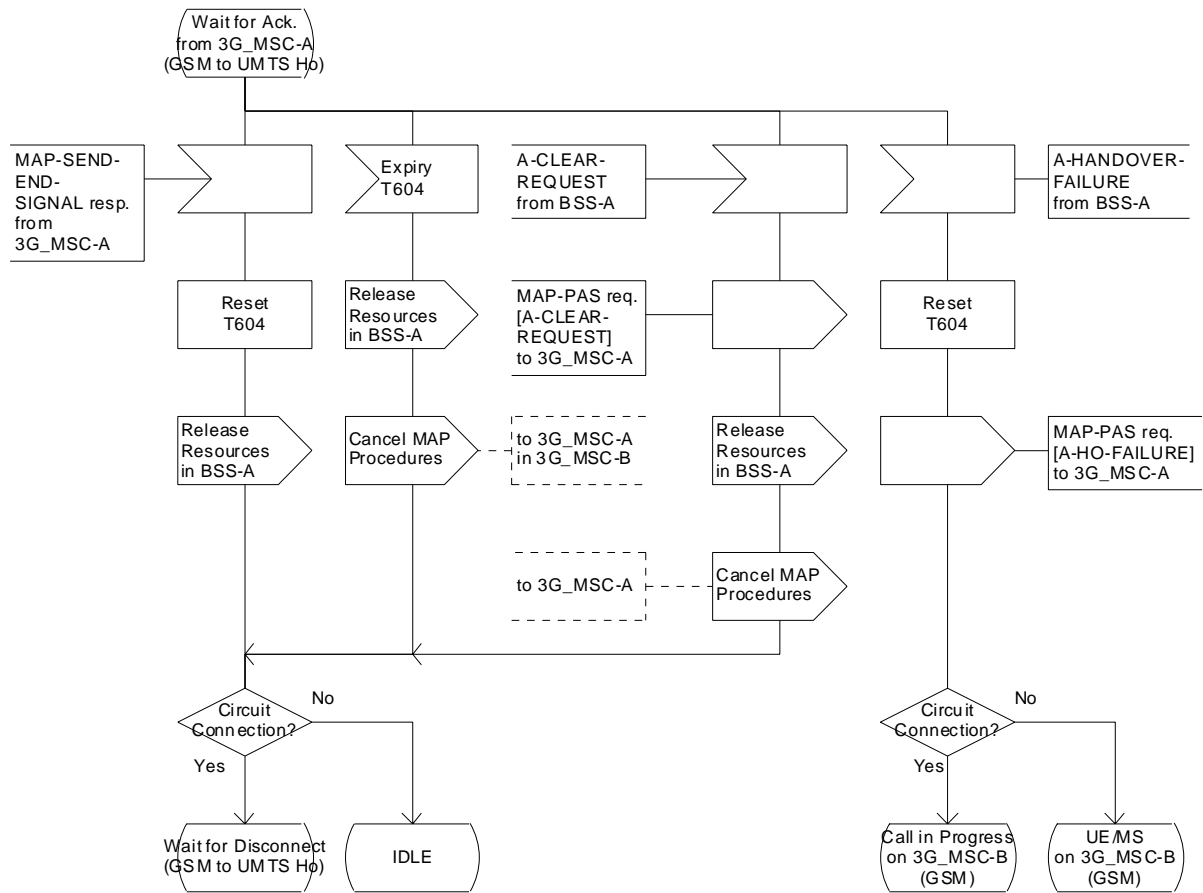 Wait for Ack.
from 3G_MSC-A
(GSM to UMTS Ho)
MAP-SEND-
END-
SIGNAL resp.
from
3G_MSC-A
Expiry
T604
A-CLEAR-
REQUEST
from BSS-A
A-HANDOVER-
FAILURE
from BSS-A
Reset
T604
Release
Resources
in BSS-A
MAP-PAS req.
[A-CLEAR-
REQUEST]
to 3G_MSC-A
Reset
T604
Release
Resources
in BSS-A
Cancel MAP
Procedures
to 3G_MSC-A
in 3G_MSC-B
Release
Resources
in BSS-A
MAP-PAS req.
[A-HO-FAILURE]
to 3G_MSC-A
to 3G_MSC-A
Cancel MAP
Procedures
Circuit
Connection?
No
Yes
Circuit
Connection?
No
Yes
Wait for Disconnect
(GSM to UMTS Ho)
IDLE
Call in Progress
on 3G_MSC-B
(GSM)
UE/MS
on 3G_MSC-B
(GSM)